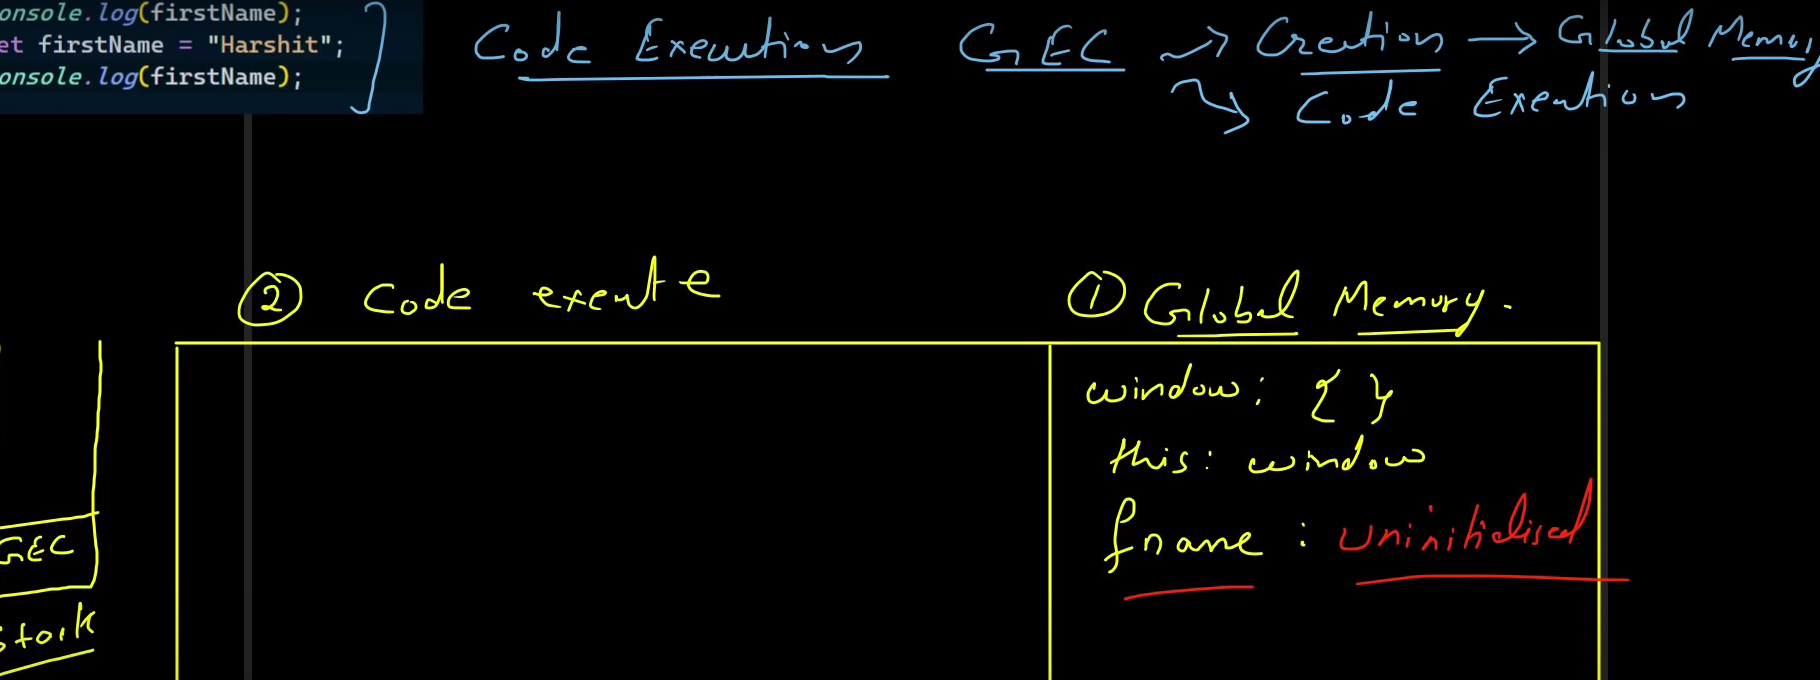 onsole.log(firstName);
et firstName = "Harshit";
onsole.log(firstName);
Code Execution GEC → Creation → Global Memory
Code Execution
② Code execute ① Global Memory.
window: { }
this: window
fname : uninitialised
GEC
Stack